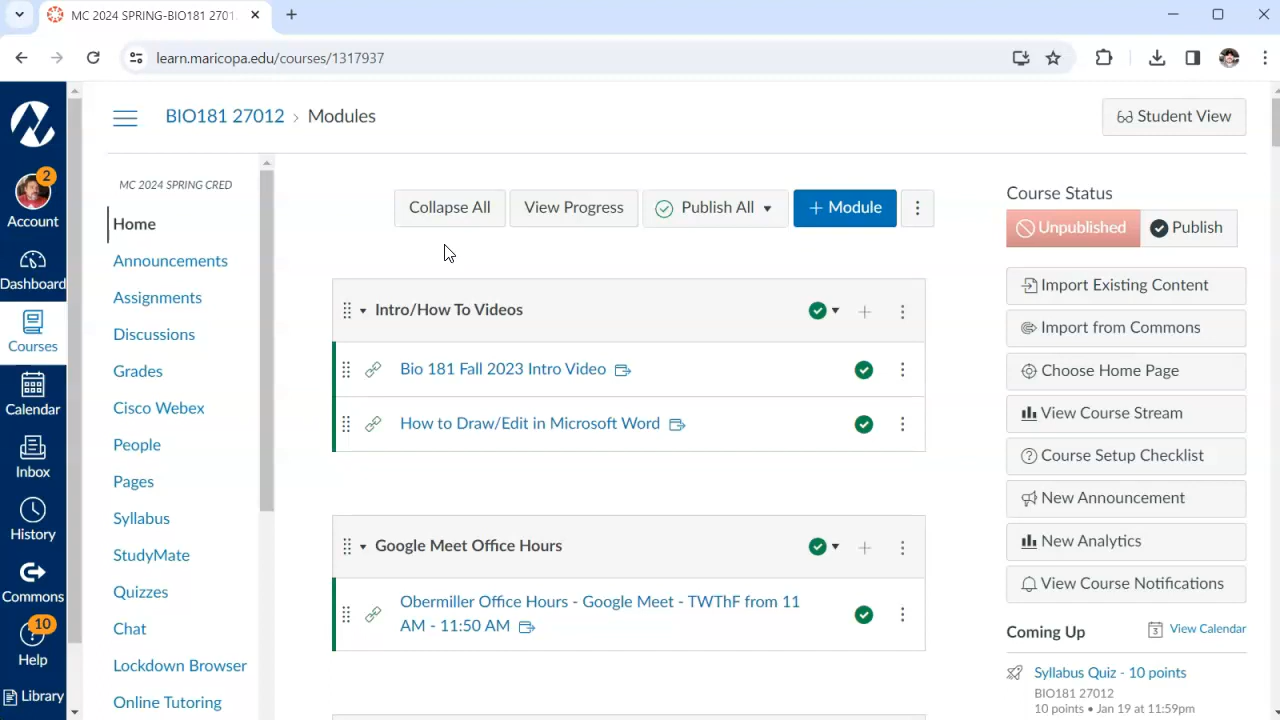 MC 2024 SPRING-BIO181 2701
learn.maricopa.edu/courses/1317937
BIO181 27012 › Modules
Student View
2
Account
Dashboard
Courses
Calendar
Inbox
History
Commons
10
Help
Library
MC 2024 SPRING CRED
Home
Announcements
Assignments
Discussions
Grades
Cisco Webex
People
Pages
Syllabus
StudyMate
Quizzes
Chat
Lockdown Browser
Online Tutoring
Collapse All
View Progress
Publish All
+ Module
Intro/How To Videos
Bio 181 Fall 2023 Intro Video
How to Draw/Edit in Microsoft Word
Google Meet Office Hours
Obermiller Office Hours - Google Meet - TWThF from 11
AM - 11:50 AM
Course Status
Unpublished
Publish
Import Existing Content
Import from Commons
Choose Home Page
View Course Stream
Course Setup Checklist
New Announcement
New Analytics
View Course Notifications
Coming Up
3
View Calendar
Syllabus Quiz - 10 points
BIO181 27012
10 points • Jan 19 at 11:59pm